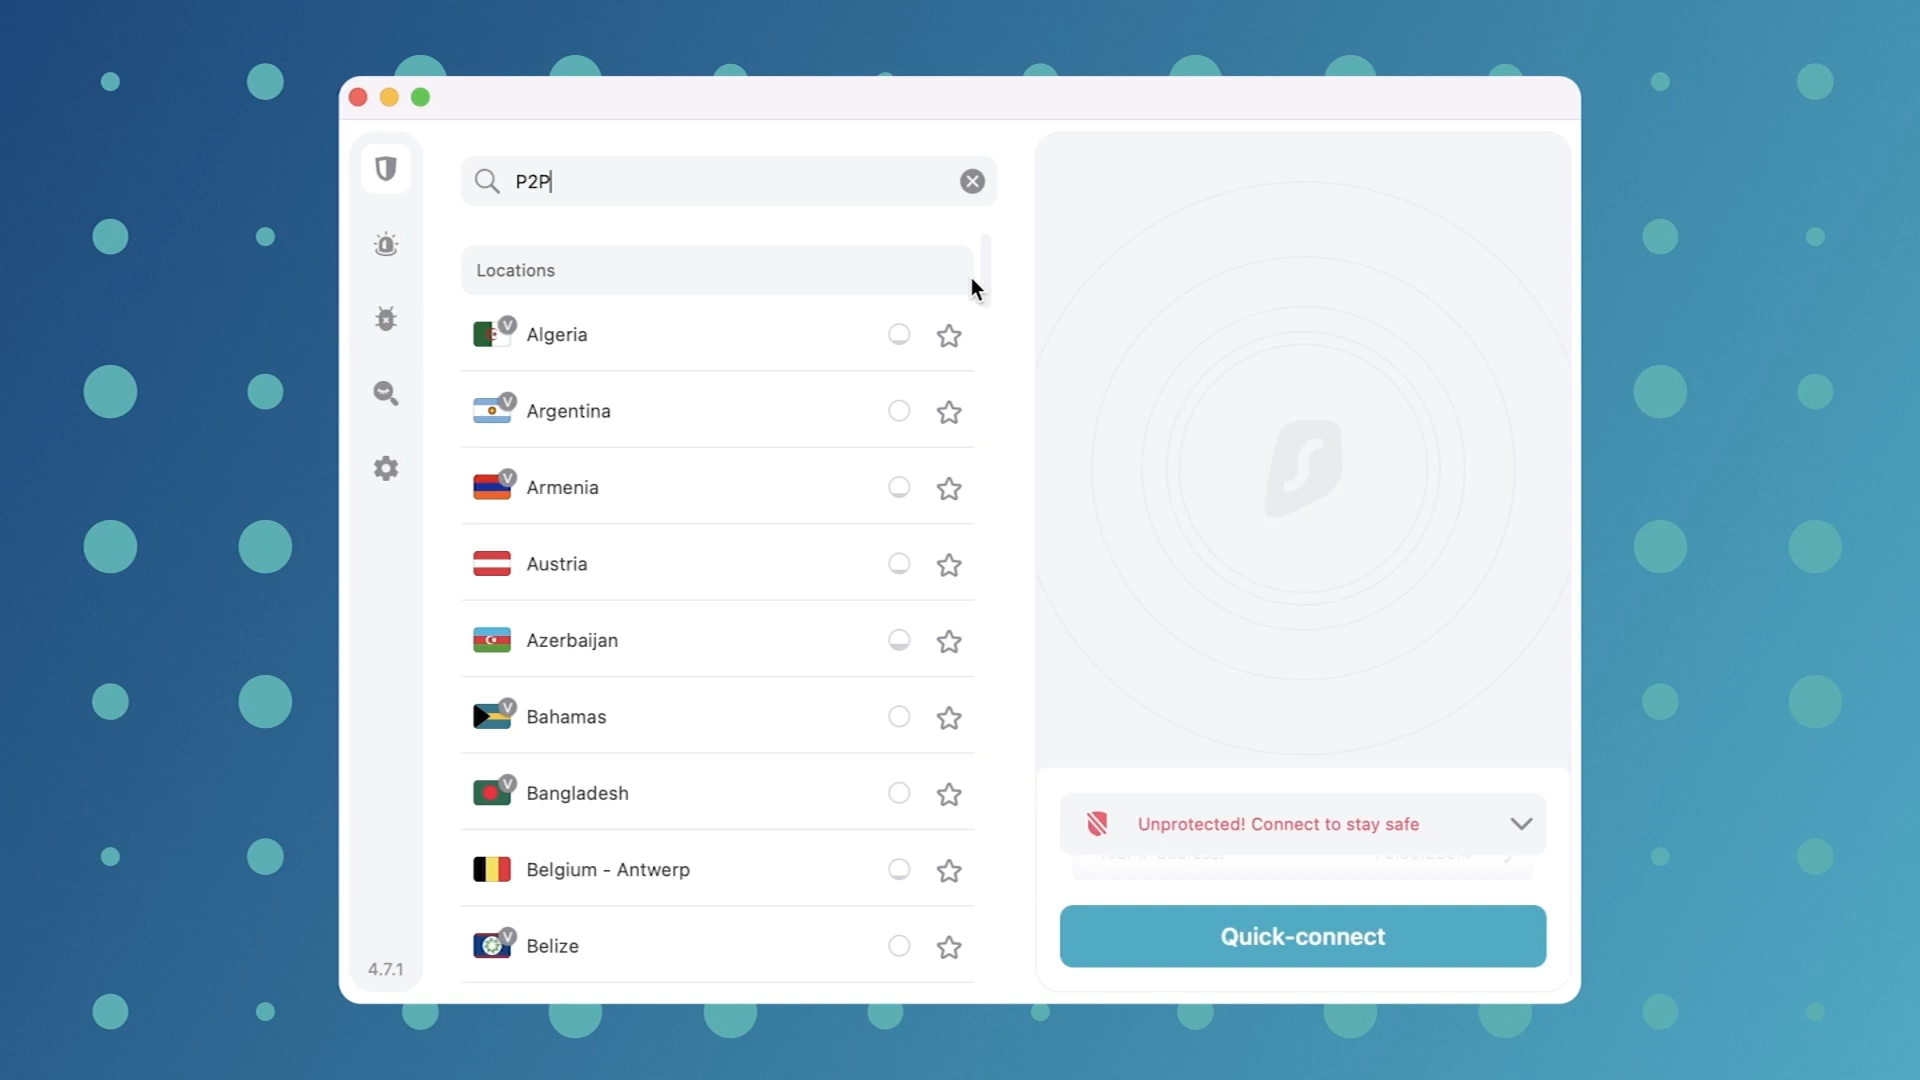 P2P
Locations
V
Algeria
V
Argentina
V
Armenia
Austria
Azerbaijan
V
Bahamas
V
Bangladesh
Belgium - Antwerp
V
Belize
4.7.1
Unprotected! Connect to stay safe
Quick-connect